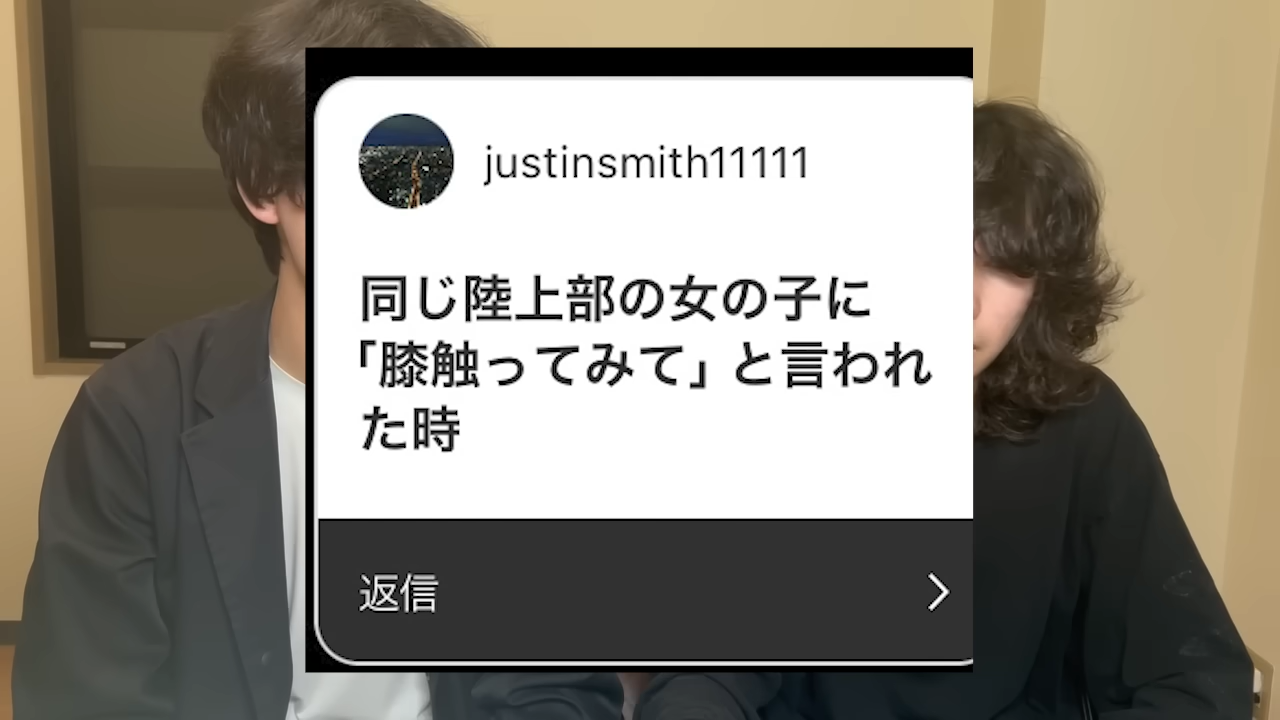 justinsmith11111
同じ陸上部の女の子に
「膝触ってみて」と言われ
た時
返信